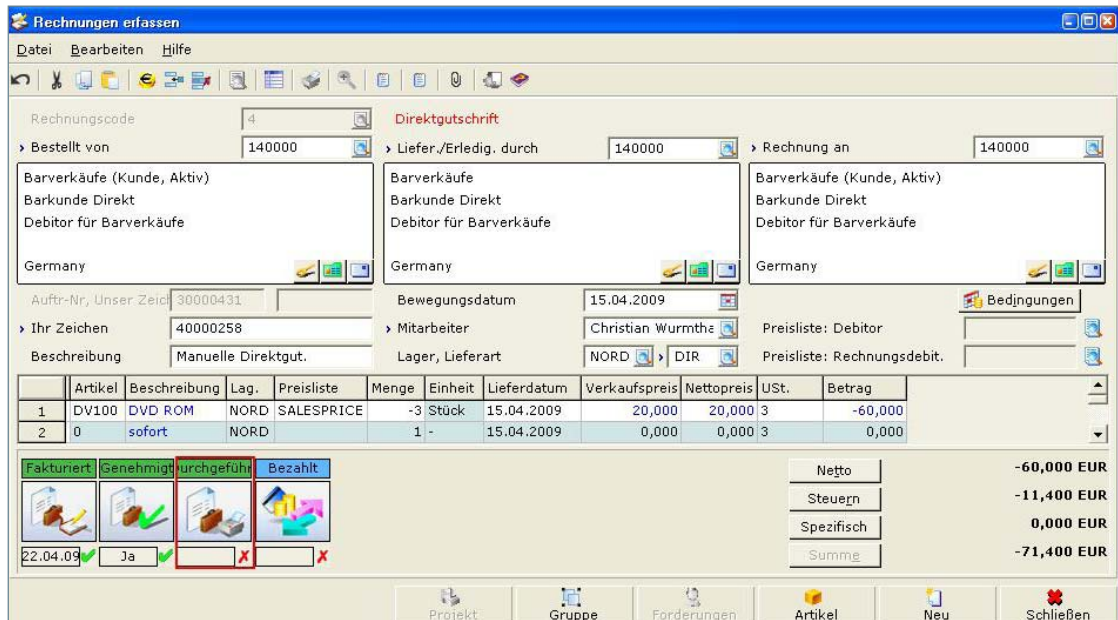 Rechnungen erfassen
Datei Bearbeiten Hilfe
Rechnungscode 4 Direktgutschrift
Bestellt von 140000 Liefer./Erledig. durch 140000 Rechnung an 140000
Barverkäufe (Kunde, Aktiv) Barverkäufe Barverkäufe (Kunde, Aktiv)
Barkunde Direkt Barkunde Direkt Barkunde Direkt
Debitor für Barverkäufe Debitor für Barverkäufe Debitor für Barverkäufe
Germany Germany Germany
Auftr-Nr, Unser Zeich 30000431 Bewegungsdatum 15.04.2009 Bedingungen
Ihr Zeichen 40000258 Mitarbeiter Christian Wurmtha Preisliste: Debitor
Beschreibung Manuelle Direktgut. Lager, Lieferart NORD DIR Preisliste: Rechnungsdebit.
Artikel Beschreibung Lag. Preisliste Menge Einheit Lieferdatum Verkaufspreis Nettopreis USt. Betrag
1 DV100 DVD ROM NORD SALESPRICE -3 Stück 15.04.2009 20,000 20,000 3 -60,000
2 0 sofort NORD 1 - 15.04.2009 0,000 0,000 3 0,000
Fakturiert Genehmigt urchgeführ Bezahlt
22.04.09 Ja
Netto -60,000 EUR
Steuern -11,400 EUR
Spezifisch 0,000 EUR
Summe -71,400 EUR
Projekt Gruppe Forderungen Artikel Neu Schließen